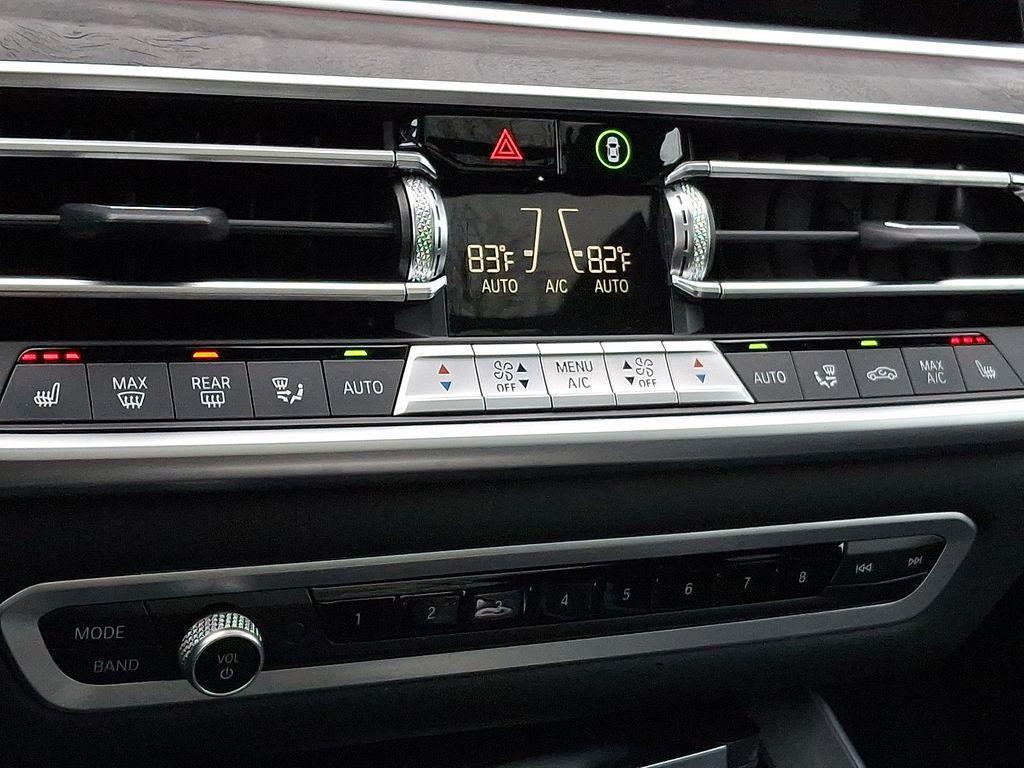 83°F 82°F
AUTO A/C AUTO
MAX
REAR
AUTO
OFF
MENU
A/C
OFF
AUTO
MAX
A/C
1 2 3 4 5 6 7 8
MODE
BAND
VOL